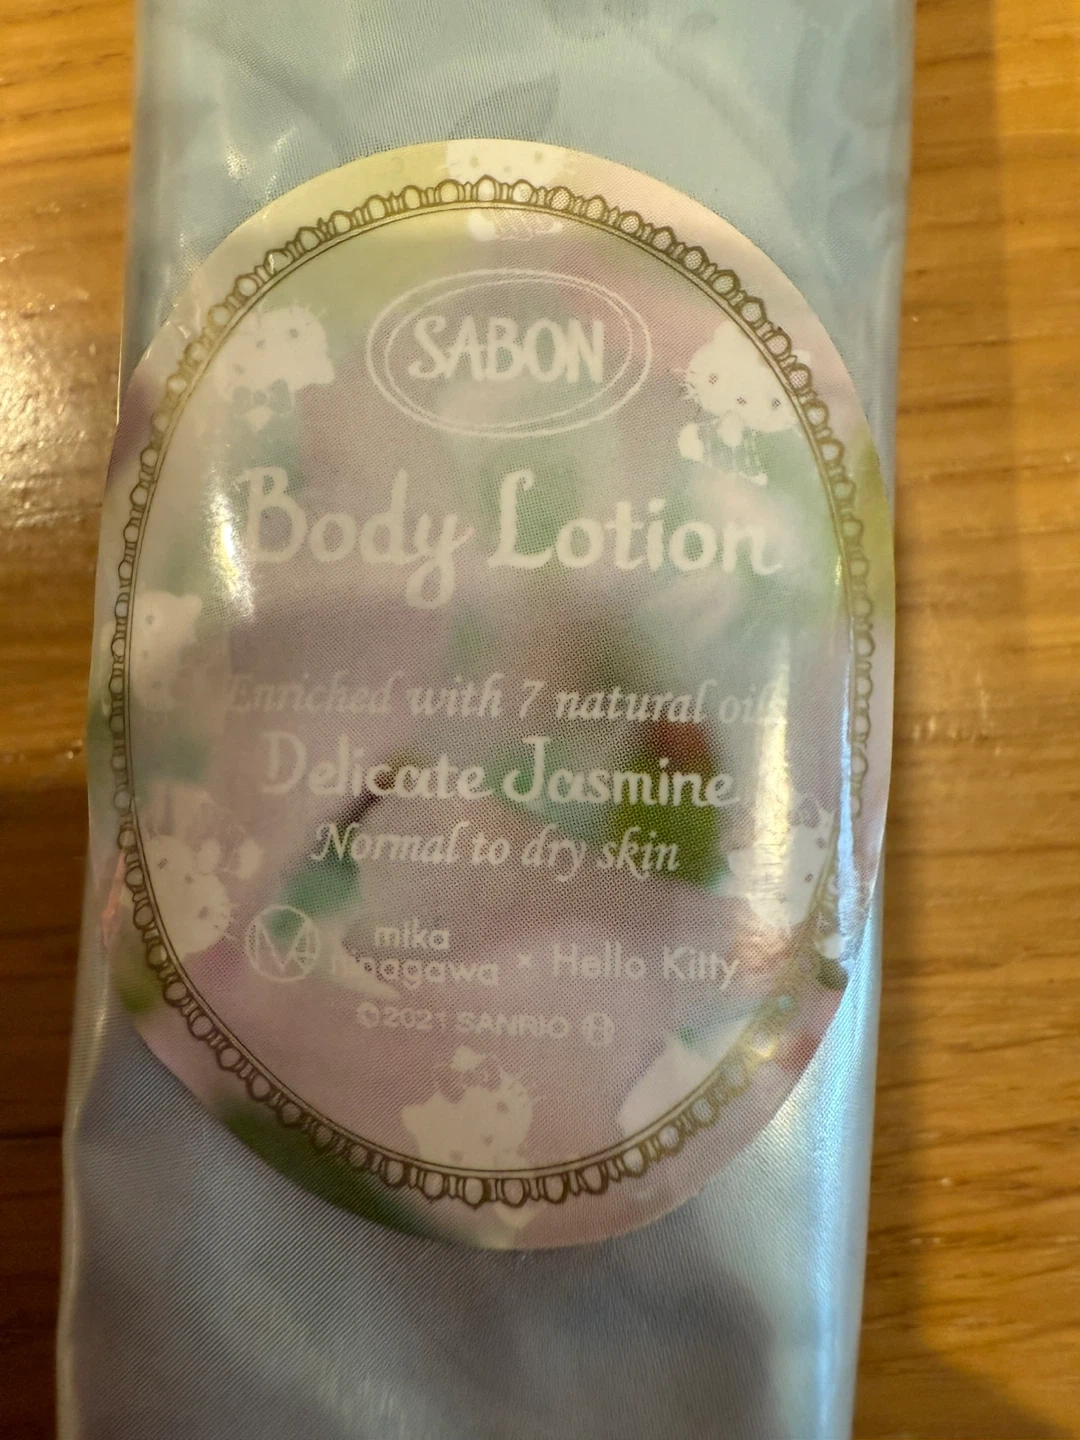 SABON
Body Lotion
Enriched with 7 natural oils
Delicate Jasmine
Normal to dry skin
M
mika
ninagawa × Hello Kitty
©2021 SANRIO Ⓗ